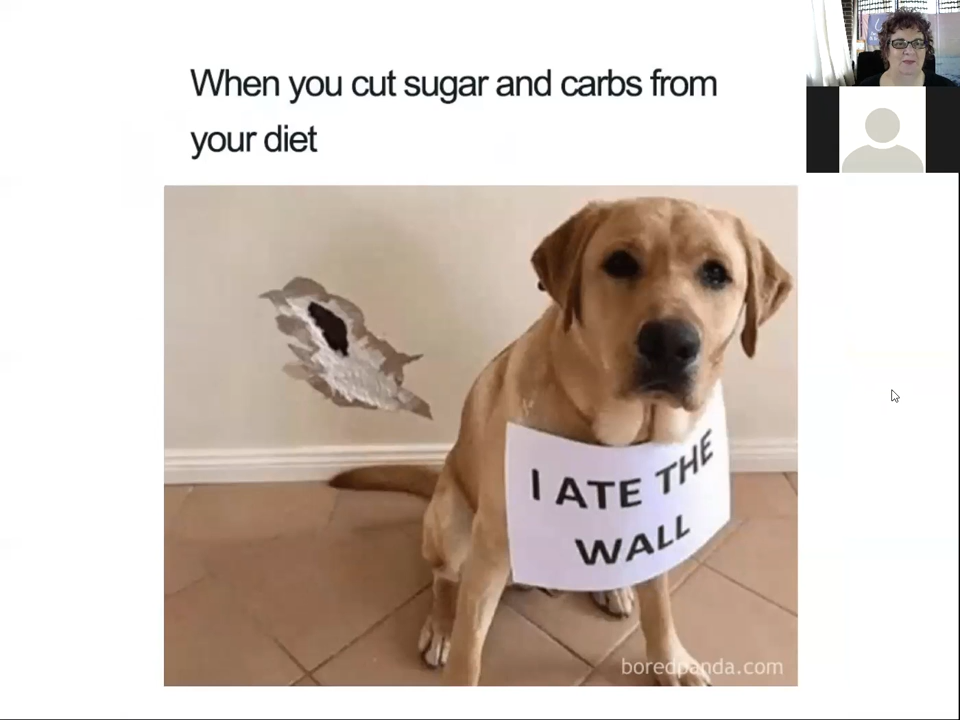 When you cut sugar and carbs from
your diet
I ATE THE
WALL
boredpanda.com